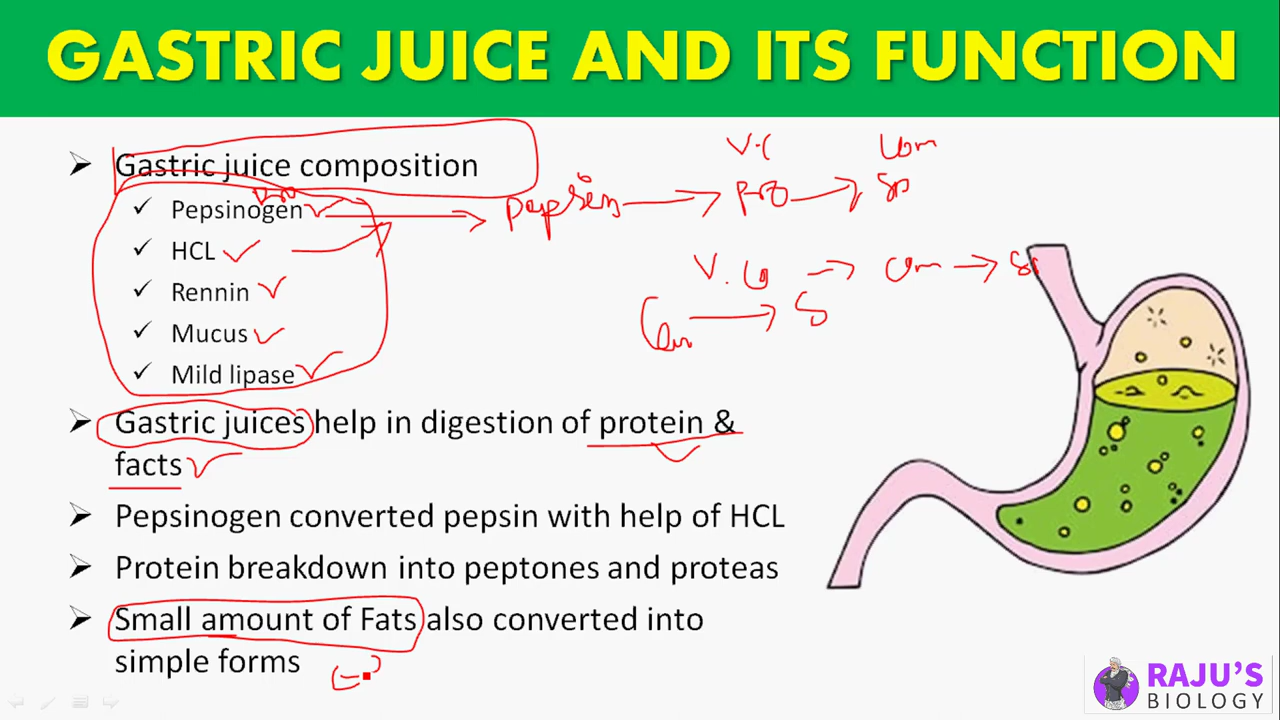 GASTRIC JUICE AND ITS FUNCTION
Gastric juice composition
Pepsinogen
HCL
Rennin
Mucus
Mild lipase
Pepsin
Gastric juices help in digestion of protein &
facts
Pepsinogen converted pepsin with help of HCL
Protein breakdown into peptones and proteas
Small amount of Fats also converted into
simple forms
RAJU'S
BIOLOGY